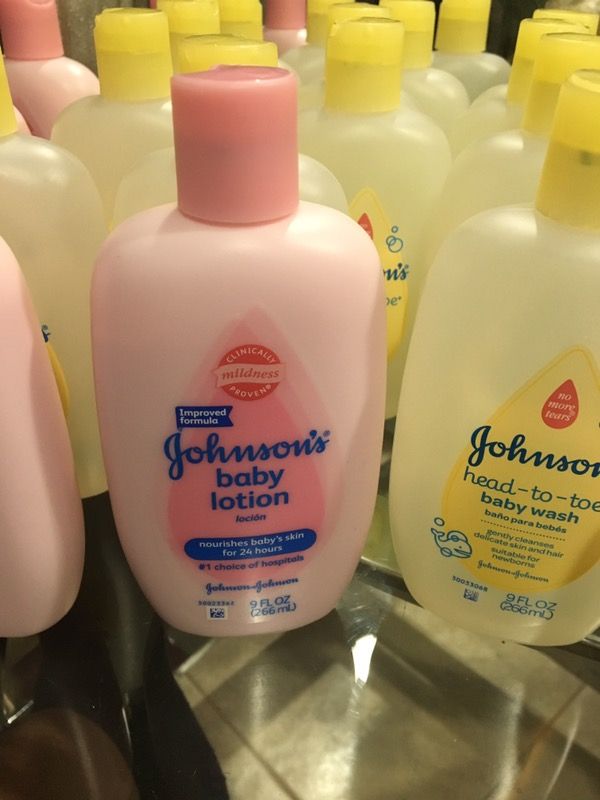 CLINICALLY
mildness
PROVEN
Improved
formula
Johnson's®
baby
lotion
loción
nourishes baby's skin
for 24 hours
#1 choice of hospitals
Johnson+Johnson
9 FL OZ
(266 mL)
no
more
tears®
Johnson
head-to-toe
baby wash
baño para bebés
gently cleanses
delicate skin and hair
suitable for
newborns
Johnson+Johnson
30033068
9 FL OZ
(266 mL)
n's®
oe®